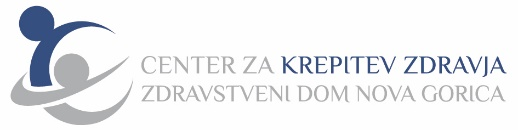 CENTER ZA KREPITEV ZDRAVJA
ZDRAVSTVENI DOM NOVA GORICA